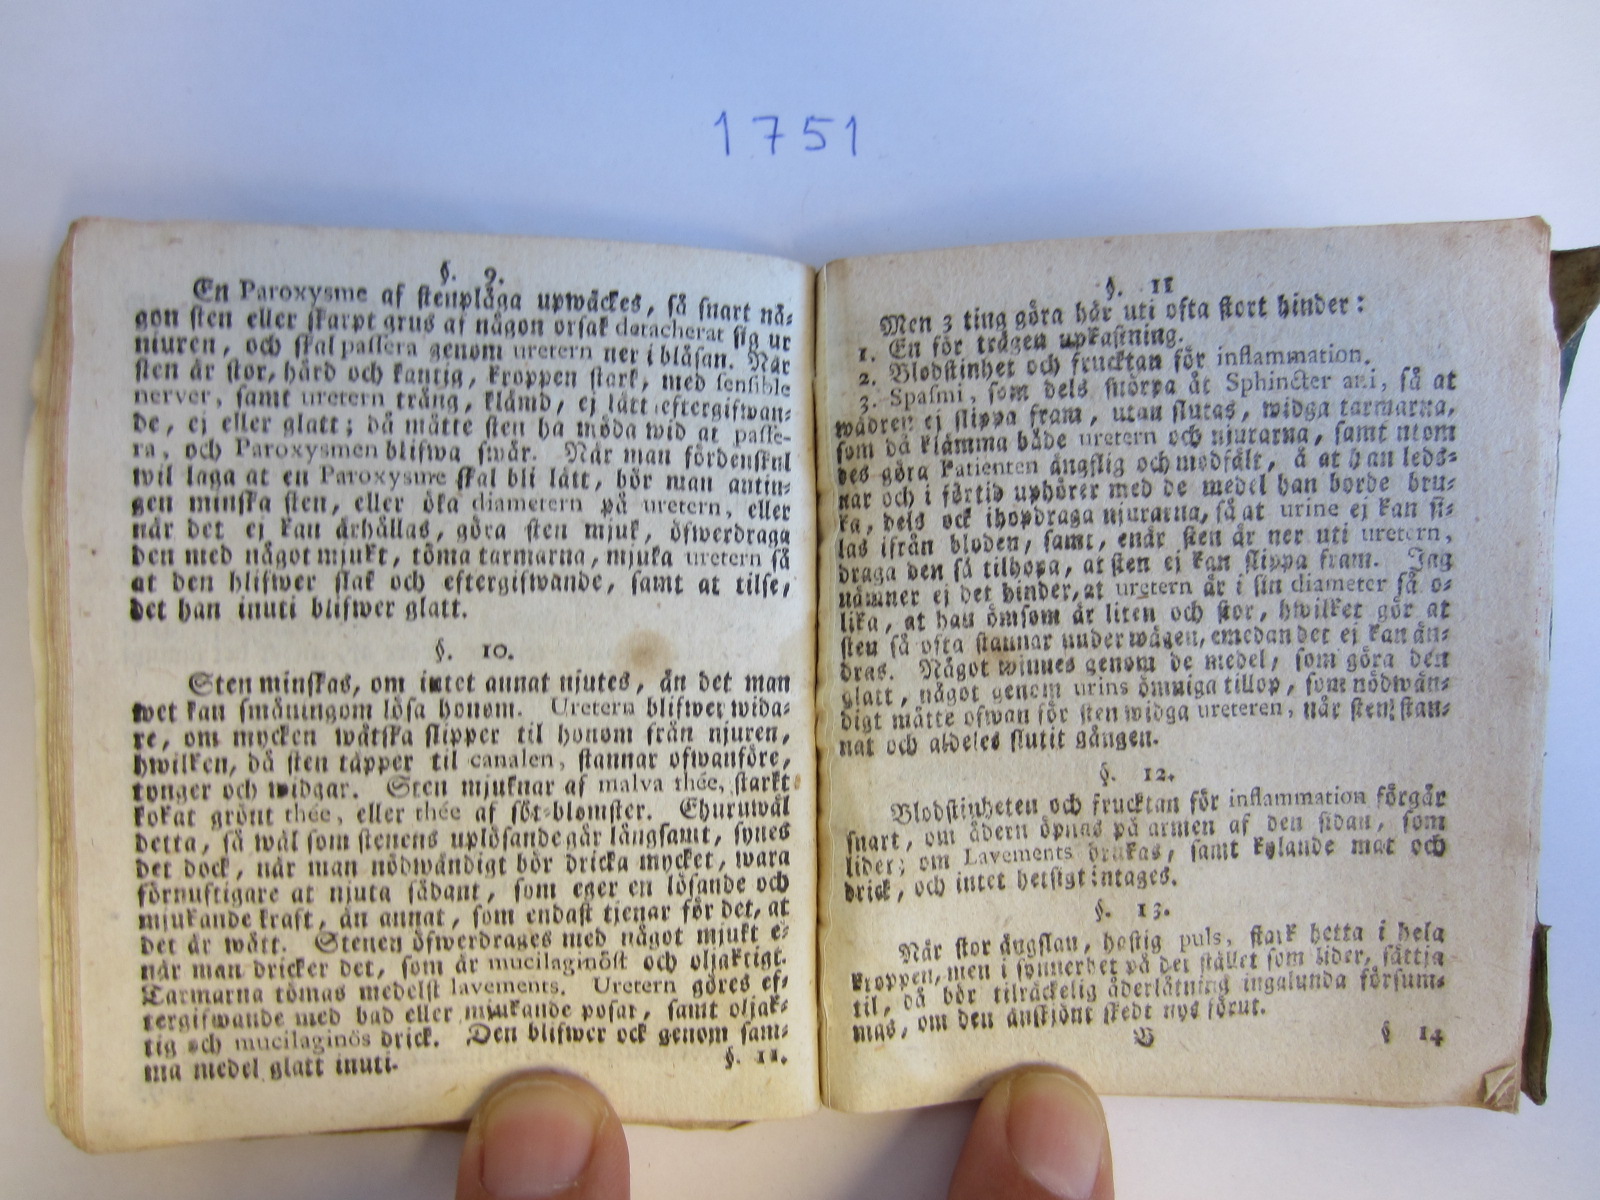 1751
§. 9.
En Paroxysme af stenplåga upwäckes, så snart nå-
gon sten eller skarpt grus af någon orsak detacherat sig ur
niuren, och skal passera genom uretern ner i blåsan. När
sten är stor, hård och kantig, kroppen stark, med sensible
nerver, samt uretern trång, klämd, ej lätt eftergifwan-
de, ej eller glatt; då måtte sten ha möda wid at passe-
ra, och Paroxysmen blifwa swår. När man fördenskul
wil laga at en Paroxysme skal bli lätt, bör man antin-
gen minska sten, eller öka diametern på uretern, eller
när det ej kan ärhållas, göra sten mjuk, öfwerdraga
den med något mjukt, töma tarmarna, mjuka uretern så
at den blifwer slak och eftergifwande, samt at tilse,
det han inuti blifwer glatt.
§. 10.
Sten minskas, om intet annat njutes, än det man
wet kan småningom lösa honom. Uretern blifwer wida-
re, om mycken wätska slipper til honom från njuren,
hwilken, då sten täpper til canalen, stannar ofwanföre,
tynger och widgar. Sten mjuknar af malva thée, starkt
kokat grönt thée, eller thée af söt-blomster. Ehuruwäl
detta, så wäl som stenens uplösande går långsamt, synes
det dock, när man nödwändigt bör dricka mycket, wara
förnuftigare at njuta sådant, som eger en lösande och
mjukande kraft, än annat, som endast tjenar för det, at
det är wått. Stenen öfwerdrages med något mjukt e-
när man dricker det, som är mucilaginöst och oljaktigt.
Tarmarna tömas medelst lavements. Uretern göres ef-
tergifwande med bad eller mjukande posar, samt oljak-
tig och mucilaginös drick. Den blifwer ock genom sam-
ma medel glatt inuti.
§. 11.
§. 11
Men 3 ting göra här uti ofta stort hinder:
1. En för trägen upkastning.
2. Blodstinhet och frucktan för inflammation.
3. Spasmi, som dels snörpa åt Sphincter ani, så at
wädren ej slippa fram, utan slutas, widga tarmarna,
som då klämma både uretern och njurarna, samt utom
des göra Patienten ängslig och modfält, å at han leds-
nar och i förtid uphörer med de medel han borde bru-
ka, dels ock ihopdraga njurarna, så at urine ej kan si-
las ifrån bloden, samt, enär sten är ner uti uretern,
draga den så tilhopa, at sten ej kan slippa fram. Jag
nämner ej det hinder, at uretern är i sin diameter så o-
lika, at han ömsom är liten och stor, hwilket gör at
sten så ofta stannar under wägen, emedan det ej kan än-
dras. Något winnes genom de medel, som göra den
glatt, något genom urins ömniga tillop, som nödwän-
digt måtte ofwan för sten widga ureteren, när sten stan-
nat och aldeles slutit gången.
§. 12.
Blodstinheten och frucktan för inflammation förgår
snart, om ådern öpnas på armen af den sidan, som
lider; om Lavements brukas, samt kylande mat och
drick, och intet hetsigt intages.
§. 13.
När stor ängslan, hastig puls, stark hetta i hela
kroppen, men i synnerhet på det stället som lider, sättja
til, då bör tilräckelig åderlåtning ingalunda försum-
mas, om den änskjönt skedt nys förut.
B § 14